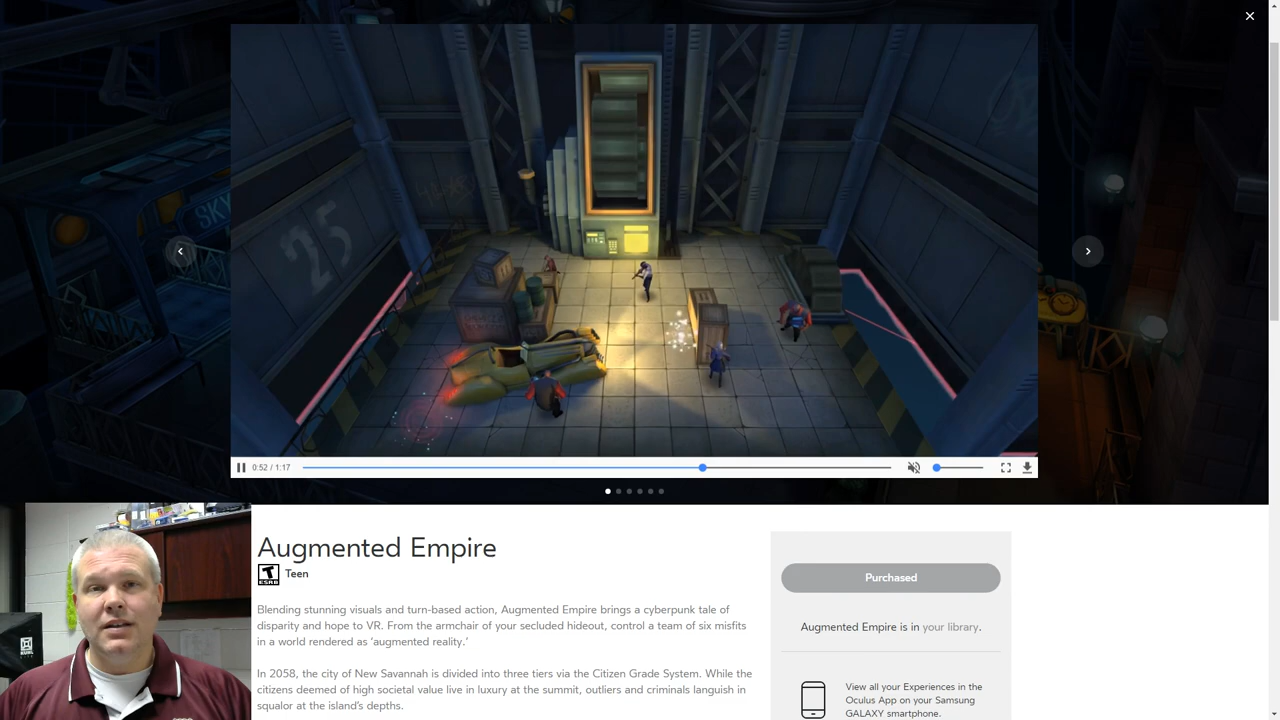 SKY
25
0:52 / 1:17
Augmented Empire
T
ESRB
Teen
Purchased
Blending stunning visuals and turn-based action, Augmented Empire brings a cyberpunk tale of
disparity and hope to VR. From the armchair of your secluded hideout, control a team of six misfits
in a world rendered as ‘augmented reality.’
Augmented Empire is in your library.
In 2058, the city of New Savannah is divided into three tiers via the Citizen Grade System. While the
citizens deemed of high societal value live in luxury at the summit, outliers and criminals languish in
squalor at the island’s depths.
View all your Experiences in the
Oculus App on your Samsung
GALAXY smartphone.